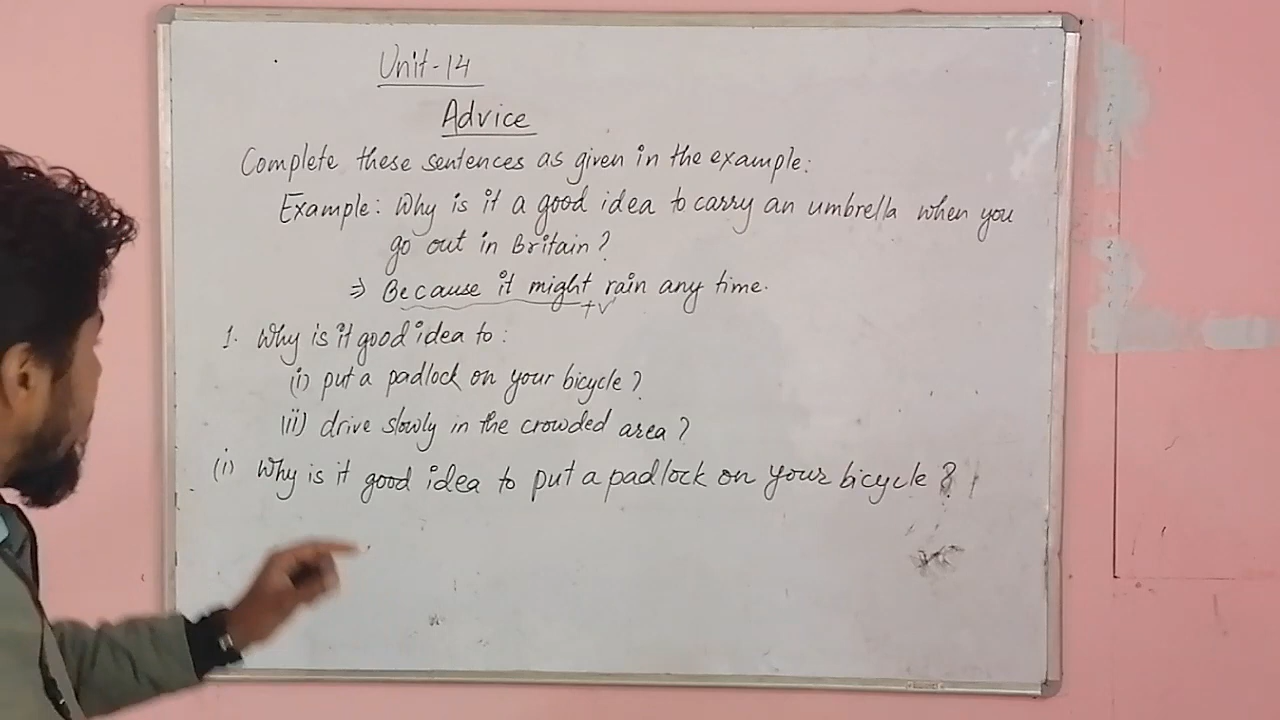 Unit-14
Advice
Complete these sentences as given in the example:
Example: Why is it a good idea to carry an umbrella when you
go out in Britain?
⇒ Because it might rain any time.
+V
1. Why is it good idea to:
(i) put a padlock on your bicycle?
(ii) drive slowly in the crowded area?
(i) Why is it good idea to put a padlock on your bicycle?